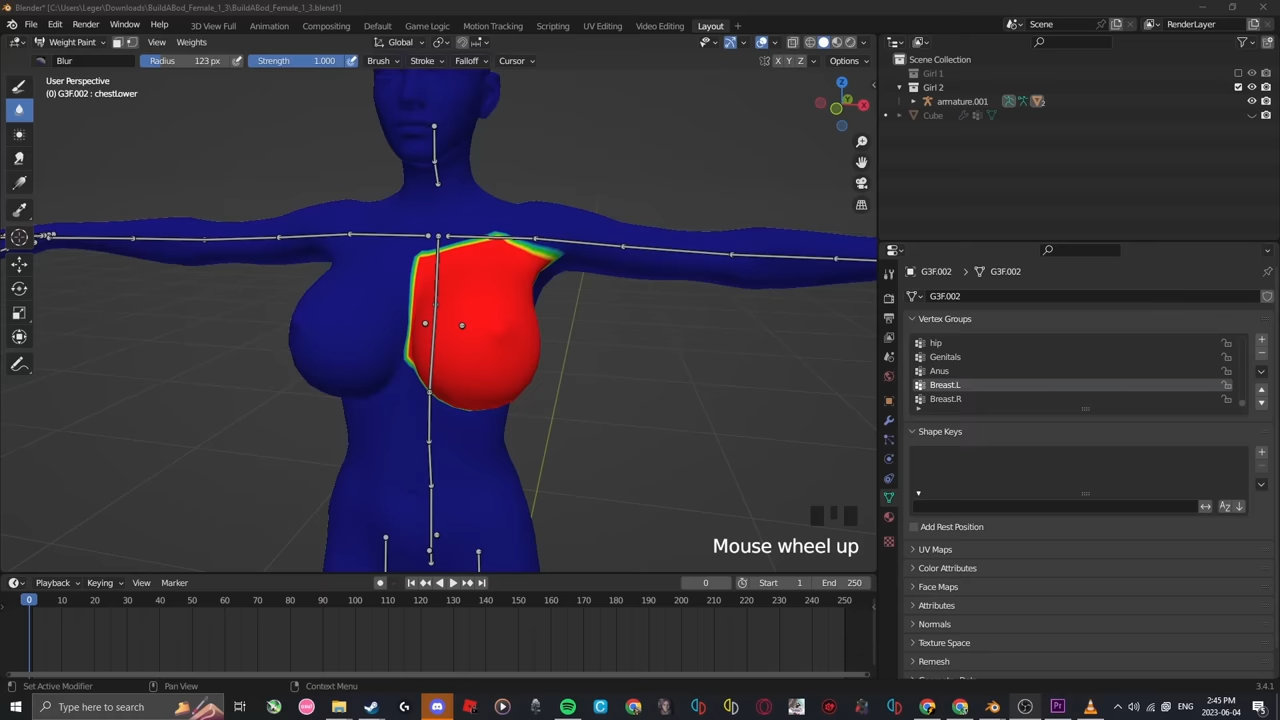 Blender* [C:\Users\Leger\Downloads\BuildABod_Female_1_3\BuildABod_Female_1_3.blend1]
File Edit Render Window Help 3D View Full Animation Compositing Default Game Logic Motion Tracking Scripting UV Editing Video Editing Layout + Scene RenderLayer
Weight Paint View Weights Global
Blur Radius 123 px Strength 1.000 Brush Stroke Falloff Cursor X Y Z Options
User Perspective
(0) G3F.002 : chestLower
Z
Y
X
Scene Collection
Girl 1
Girl 2
armature.001
2
Cube
G3F.002 G3F.002
G3F.002
Vertex Groups
hip
Genitals
Anus
Breast.L
Breast.R
Shape Keys
Add Rest Position
UV Maps
Color Attributes
Face Maps
Attributes
Normals
Texture Space
Remesh
Mouse wheel up
Playback Keying View Marker 0 Start 1 End 250
0 10 20 30 40 50 60 70 80 90 100 110 120 130 140 150 160 170 180 190 200 210 220 230 240 250
Set Active Modifier Pan View Context Menu 3.4.1
Type here to search
ENG
2:45 PM
2023-06-04